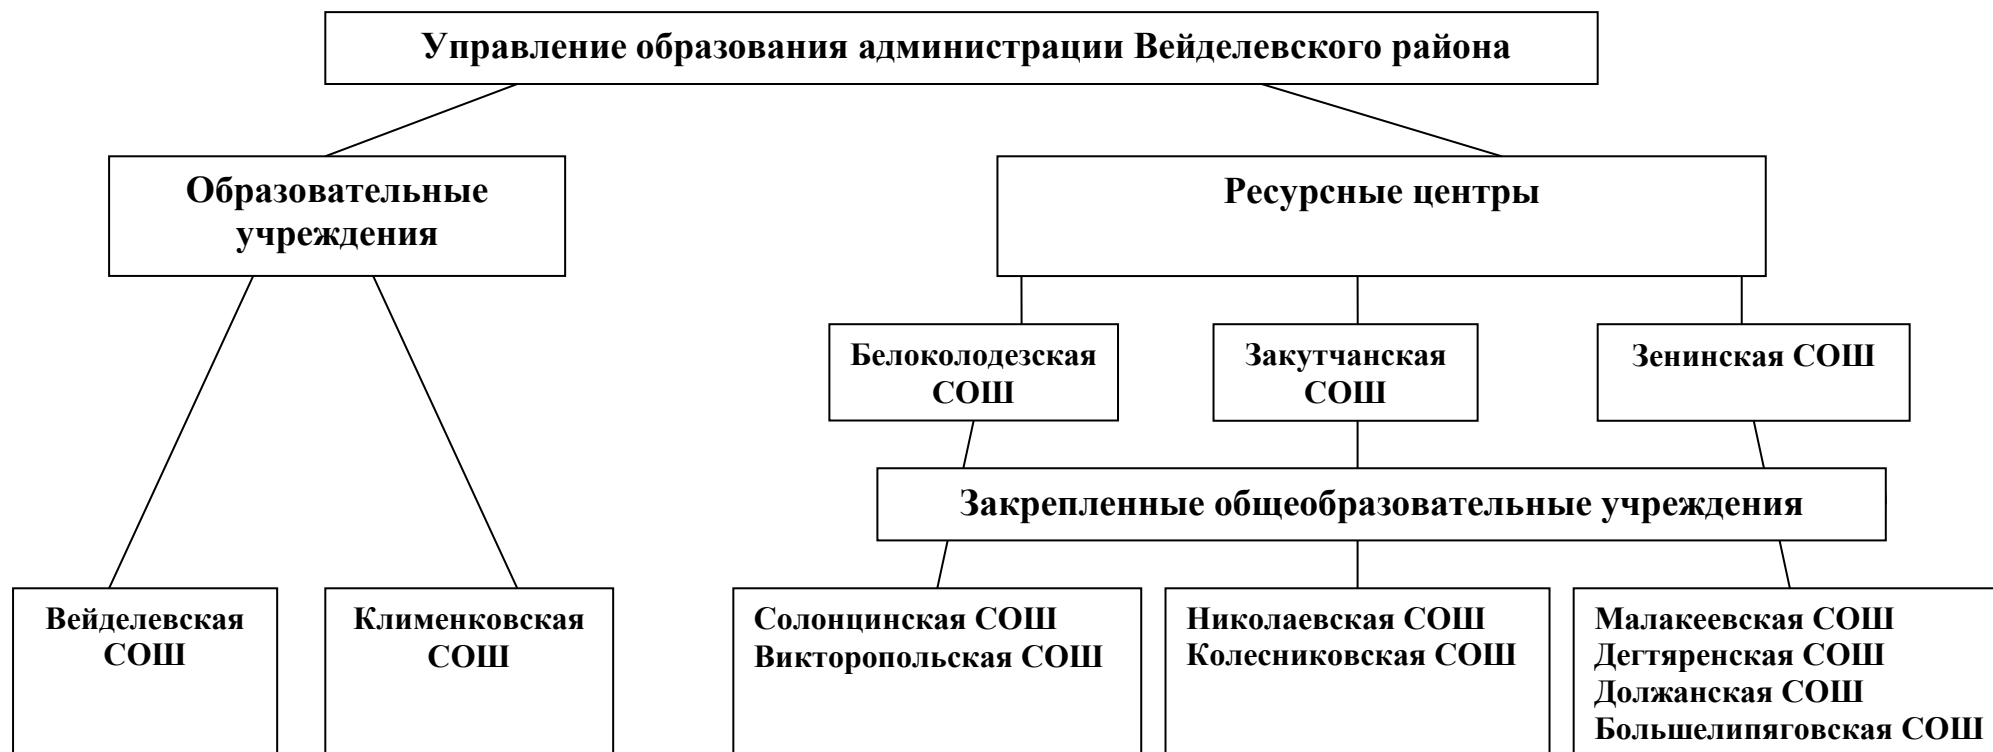 Управление образования администрации Вейделевского района
Образовательные
учреждения
Ресурсные центры
Белоколодезская
СОШ
Закутчанская
СОШ
Зенинская СОШ
Закрепленные общеобразовательные учреждения
Вейделевская
СОШ
Клименковская
СОШ
Солонцинская СОШ
Викторопольская СОШ
Николаевская СОШ
Колесниковская СОШ
Малакеевская СОШ
Дегтяренская СОШ
Должанская СОШ
Большелипяговская СОШ